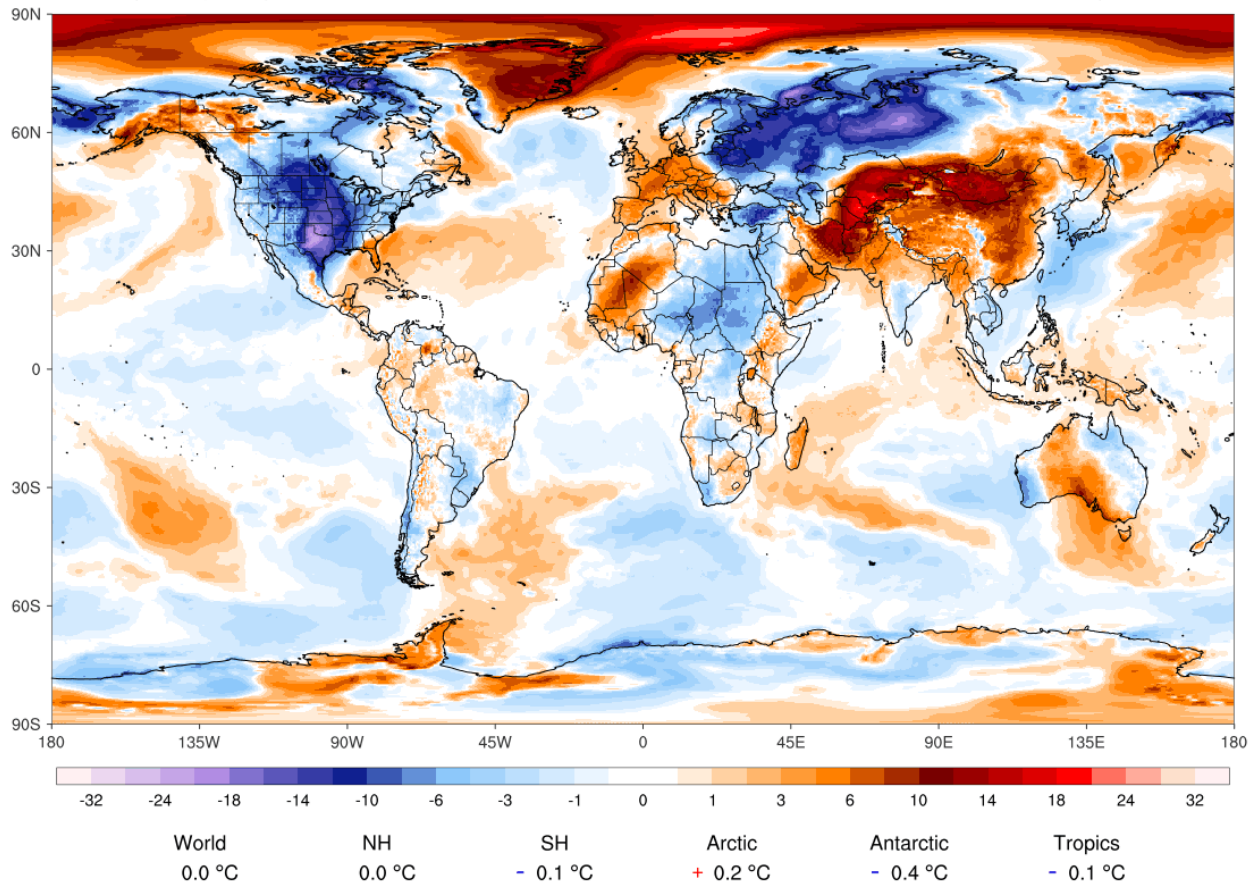 90N
60N
30N
0
30S
60S
90S
180 135W 90W 45W 0 45E 90E 135E 180
-32 -24 -18 -14 -10 -6 -3 -1 0 1 3 6 10 14 18 24 32
World NH SH Arctic Antarctic Tropics
0.0 °C 0.0 °C - 0.1 °C + 0.2 °C - 0.4 °C - 0.1 °C